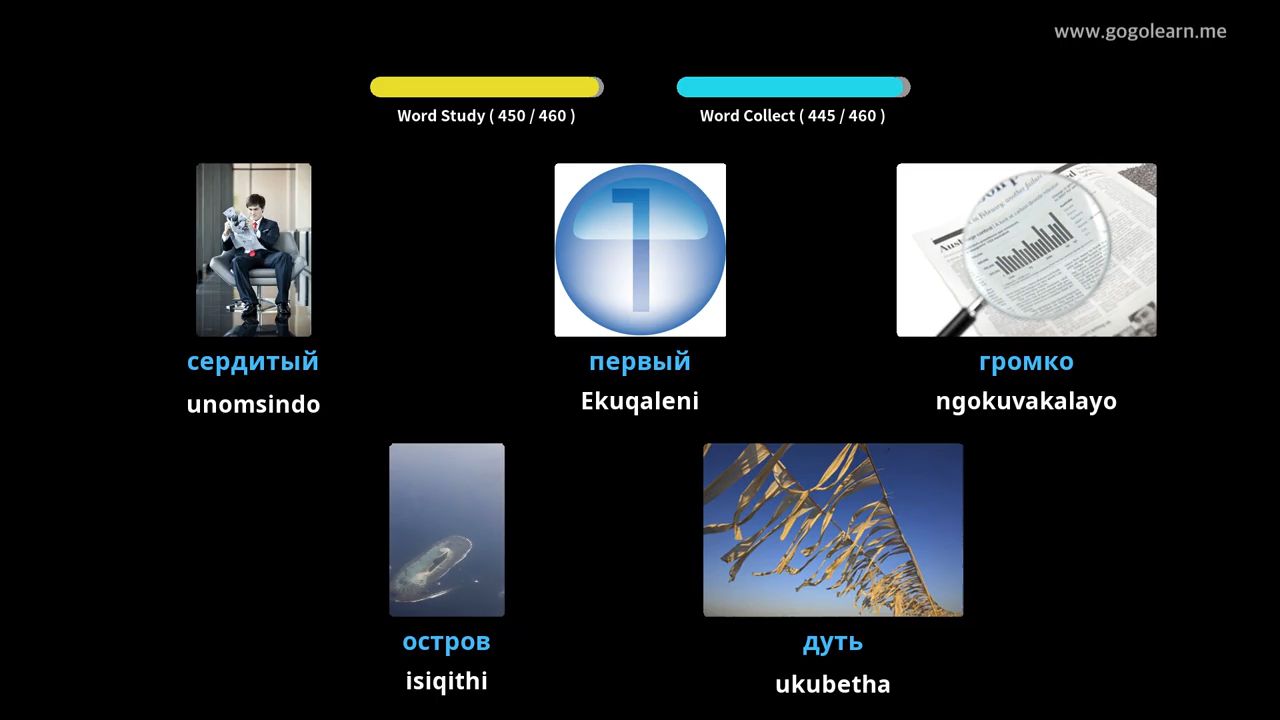 www.gogolearn.me
Word Study ( 450 / 460 )
Word Collect ( 445 / 460 )
1
сердитый
первый
громко
unomsindo
Ekuqaleni
ngokuvakalayo
остров
дуть
isiqithi
ukubetha